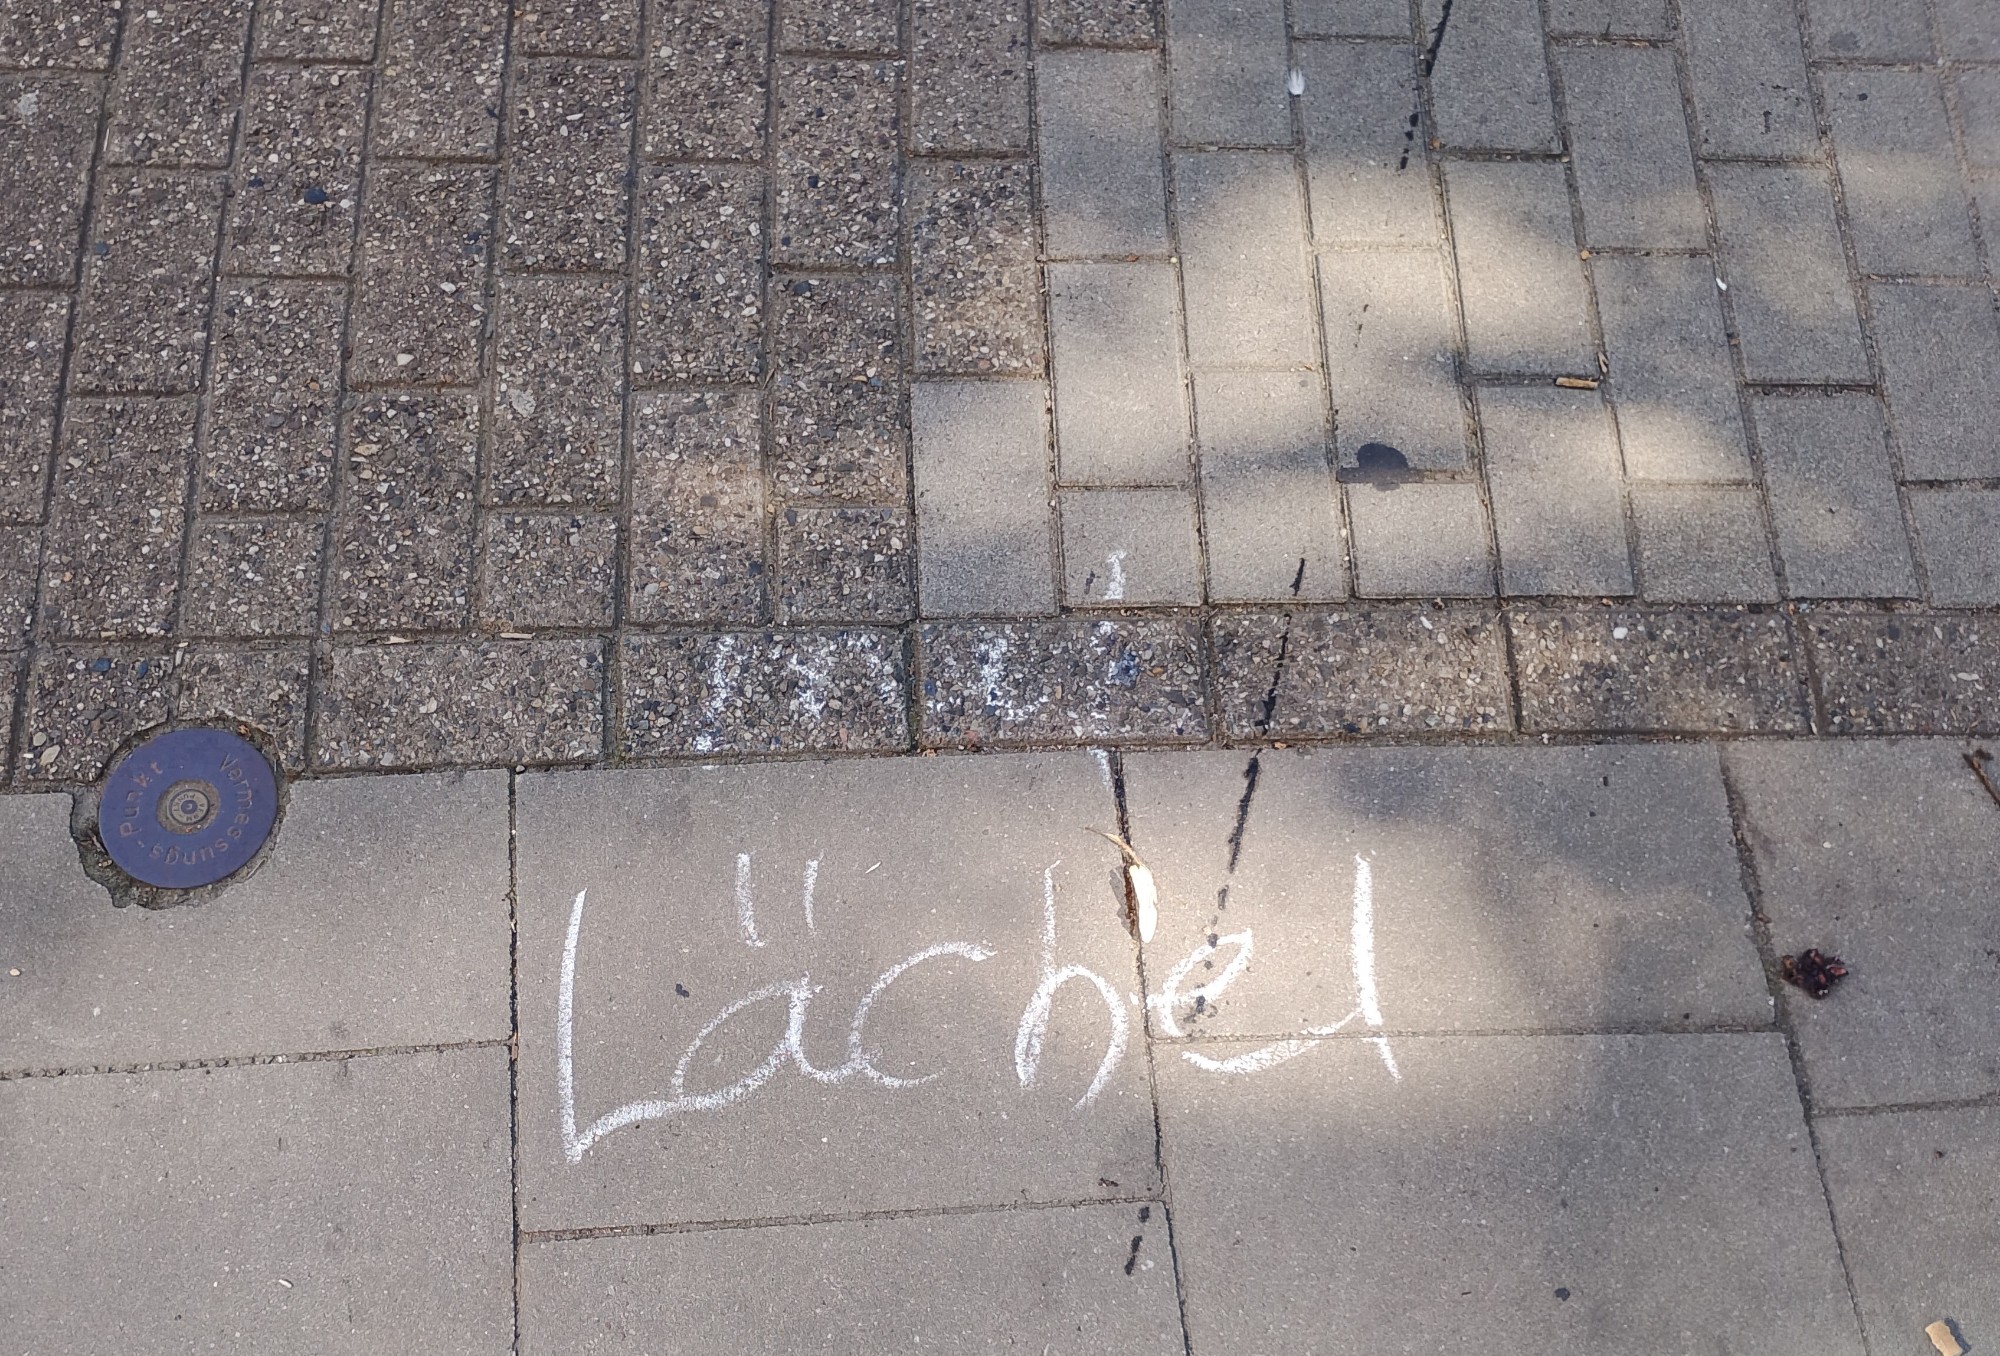 Vermessungs-
Punkt
Lächel